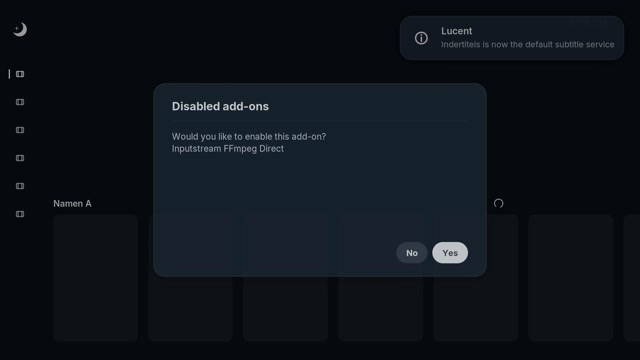 Lucent
Indertitels is now the default subtitle service
Disabled add-ons
Would you like to enable this add-on?
Inputstream FFmpeg Direct
Namen A
No
Yes